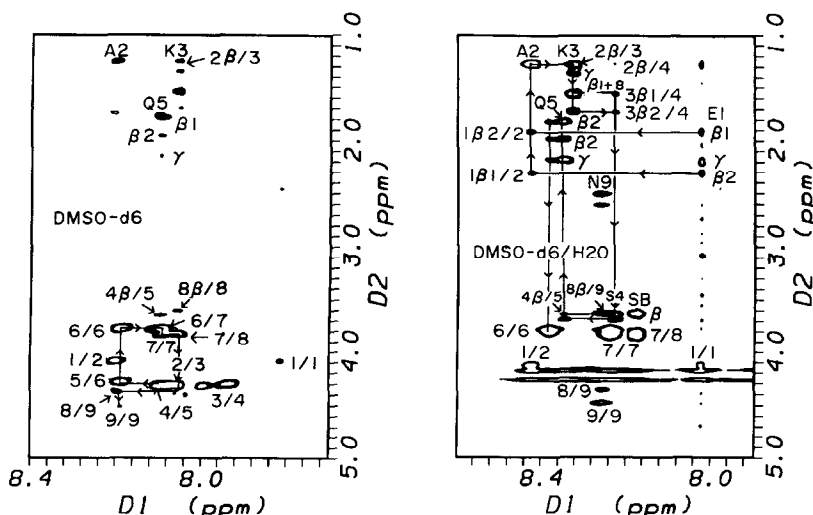 A2 K3 2β/3
Q5
β1
β2
γ
DMSO-d6
4β/5 8β/8
6/6 6/7
7/7 7/8
1/2 2/3 1/1
5/6
8/9 3/4
9/9 4/5
1.0
2.0
3.0
4.0
5.0
D2 (ppm)
8.4 8.0
D1 (ppm)
A2 K3 2β/3
γ 2β/4
β1+8 3β1/4
Q5 3β2/4 E1
β2
1β2/2 β1
β2
γ γ
1β1/2 β2
N9
DMSO-d6/H2O
4β/5 8β/9 S4 S8
β
6/6 7/7 7/8
1/2 1/1
8/9
9/9
1.0
2.0
3.0
4.0
5.0
D2 (ppm)
8.4 8.0
D1 (ppm)